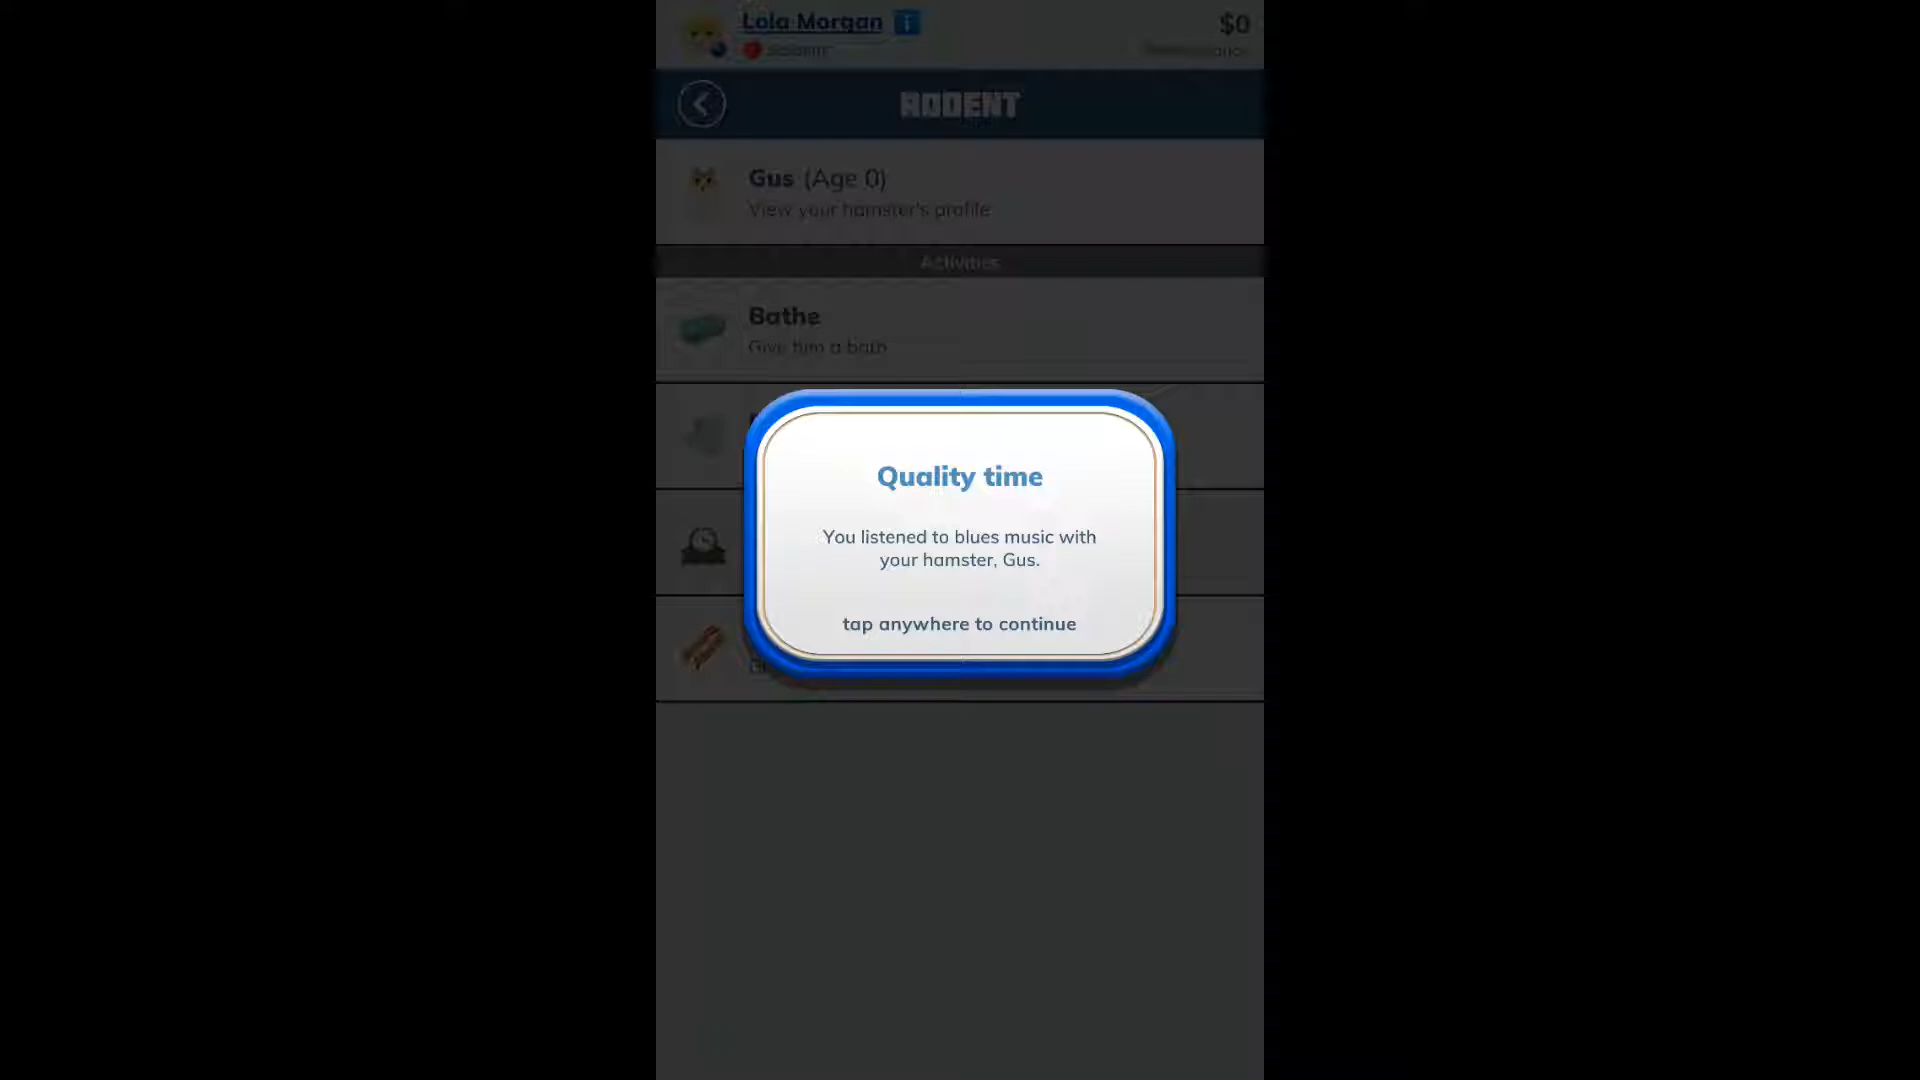 Lola Morgan
$0
RODENT
Gus (Age 0)
View your hamster's profile
Activities
Bathe
Give him a bath
Quality time
You listened to blues music with
your hamster, Gus.
tap anywhere to continue